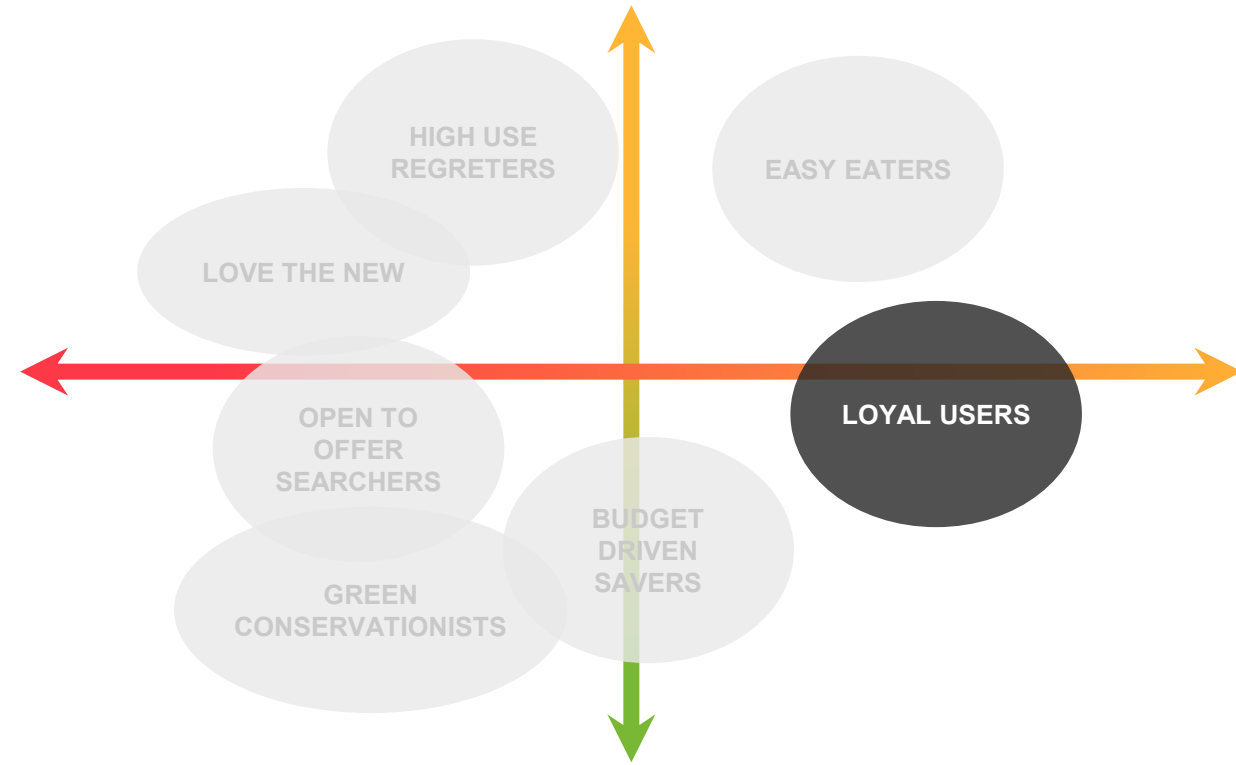 HIGH USE
REGRETERS
EASY EATERS
LOVE THE NEW
LOYAL USERS
OPEN TO
OFFER
SEARCHERS
BUDGET
DRIVEN
SAVERS
GREEN
CONSERVATIONISTS